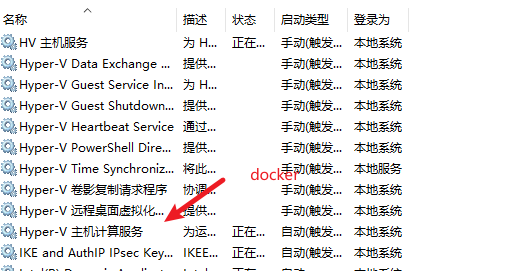 名称 描述 状态 启动类型 登录为
HV 主机服务 为 H... 正在... 手动(触发... 本地系统
Hyper-V Data Exchange ... 提供... 手动(触发... 本地系统
Hyper-V Guest Service In... 为 H... 手动(触发... 本地系统
Hyper-V Guest Shutdown... 提供... 手动(触发... 本地系统
Hyper-V Heartbeat Service 通过... 手动(触发... 本地系统
Hyper-V PowerShell Dire... 提供... 手动(触发... 本地系统
Hyper-V Time Synchroniz... 将此... 手动(触发... 本地服务
docker
Hyper-V 卷影复制请求程序 协调... 手动(触发... 本地系统
Hyper-V 远程桌面虚拟化... 提供... 手动(触发... 本地系统
Hyper-V 主机计算服务 为运... 正在... 自动(触发... 本地系统
IKE and AuthIP IPsec Key... IKEE... 正在... 自动(触发... 本地系统